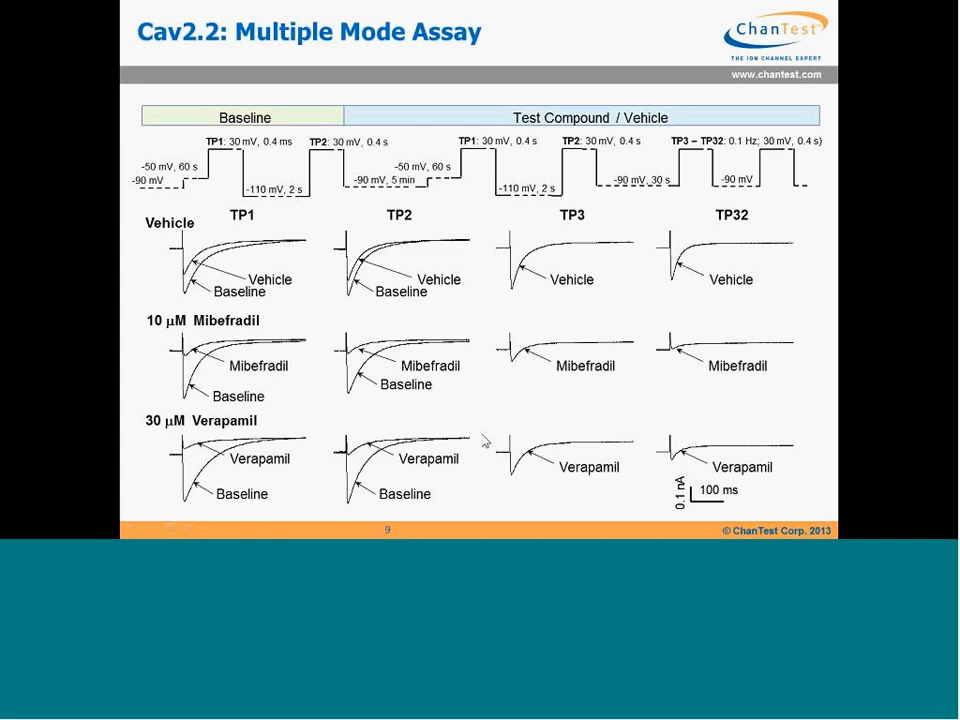 Cav2.2: Multiple Mode Assay
ChanTest
THE ION CHANNEL EXPERT
www.chantest.com
Baseline
Test Compound / Vehicle
TP1: 30 mV, 0.4 ms
TP2: 30 mV, 0.4 s
TP1: 30 mV, 0.4 s
TP2: 30 mV, 0.4 s
TP3 – TP32: 0.1 Hz; 30 mV, 0.4 s)
-50 mV, 60 s
-90 mV
-110 mV, 2 s
-90 mV, 5 min
-50 mV, 60 s
-110 mV, 2 s
-90 mV, 30 s
-90 mV
TP1
TP2
TP3
TP32
Vehicle
Vehicle
Baseline
Vehicle
Baseline
Vehicle
Vehicle
10 µM Mibefradil
Mibefradil
Baseline
Mibefradil
Baseline
Mibefradil
Mibefradil
30 µM Verapamil
Verapamil
Baseline
Verapamil
Baseline
Verapamil
Verapamil
0.1 nA
100 ms
9
© ChanTest Corp. 2013